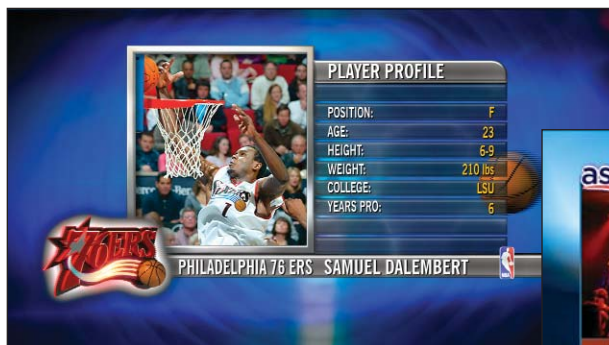 PLAYER PROFILE
POSITION: F
AGE: 23
HEIGHT: 6-9
WEIGHT: 210 lbs
COLLEGE: LSU
YEARS PRO: 6
1
76ERS
PHILADELPHIA 76 ERS SAMUEL DALEMBERT
as